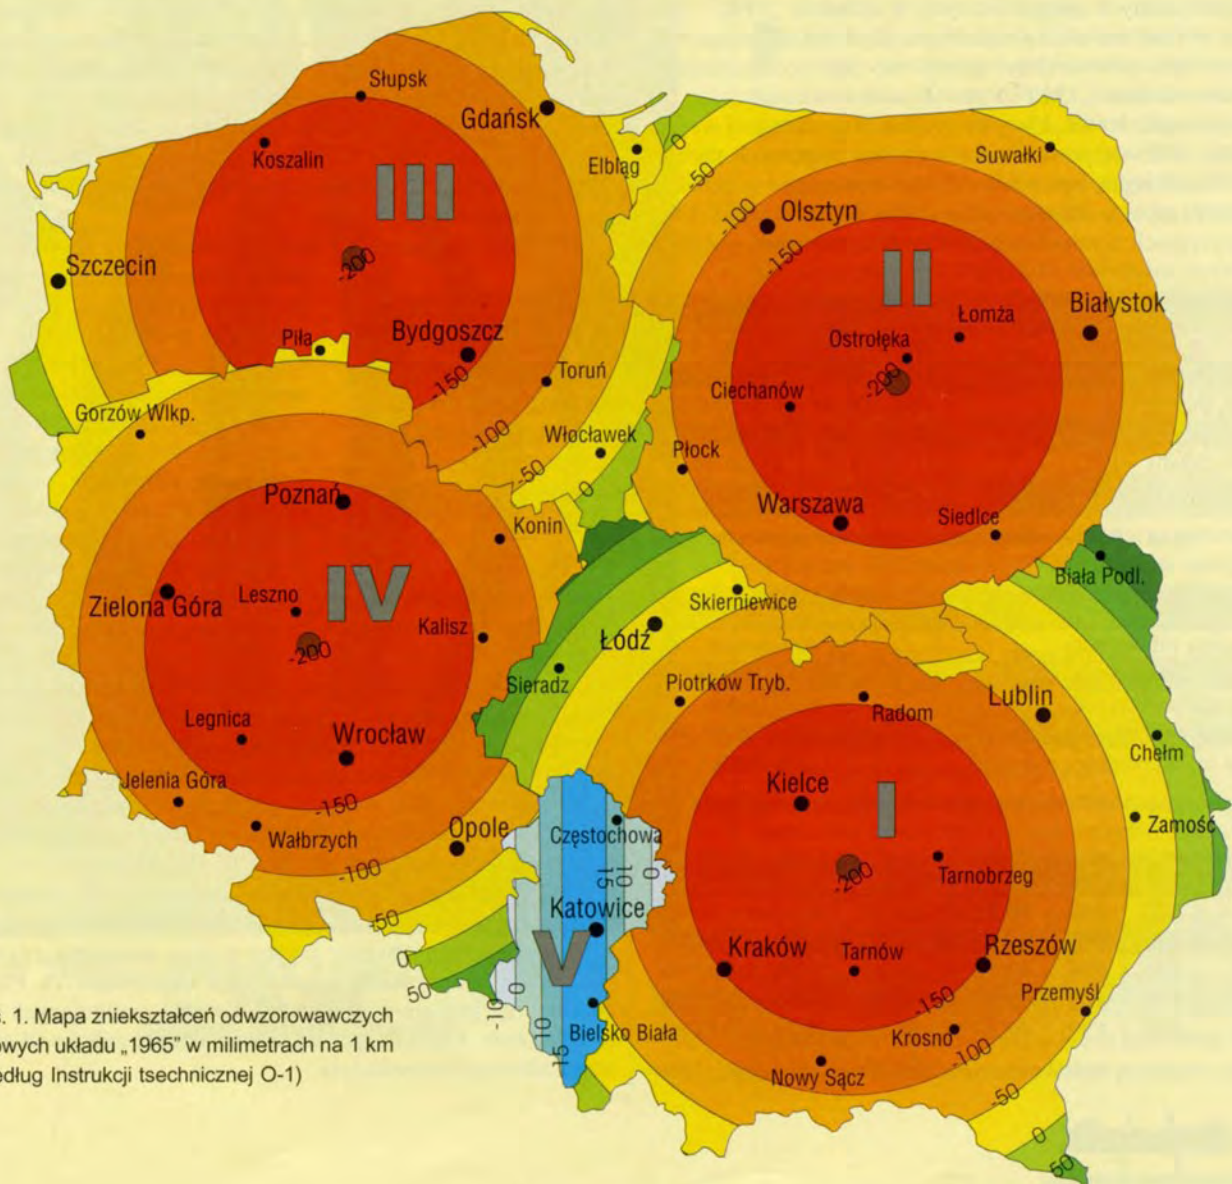 Słupsk
Gdańsk
Koszalin
III
Elbląg
0
-50
Suwałki
-100
Olsztyn
-150
Szczecin
-200
II
Białystok
Łomża
Ostrołęka
-200
Piła
Bydgoszcz
-150
Toruń
Ciechanów
Gorzów Wlkp.
-100
Włocławek
-50
0
Płock
Poznań
Konin
Warszawa
Siedlce
Biała Podl.
Zielona Góra
Leszno
IV
Kalisz
-200
Skierniewice
Łódź
Sieradz
Piotrków Tryb.
Radom
Lublin
Legnica
Wrocław
Chełm
Jelenia Góra
-150
Kielce
I
Wałbrzych
Opole
Częstochowa
Zamość
-100
15
10
0
-200
Tarnobrzeg
-50
Katowice
V
Kraków
Tarnów
Rzeszów
0
50
-10
0
10
15
-150
Przemyśl
Bielsko Biała
Krosno
-100
Nowy Sącz
-50
0
50
s. 1. Mapa zniekształceń odwzorowawczych
owych układu „1965” w milimetrach na 1 km
edług Instrukcji tsechnicznej O-1)